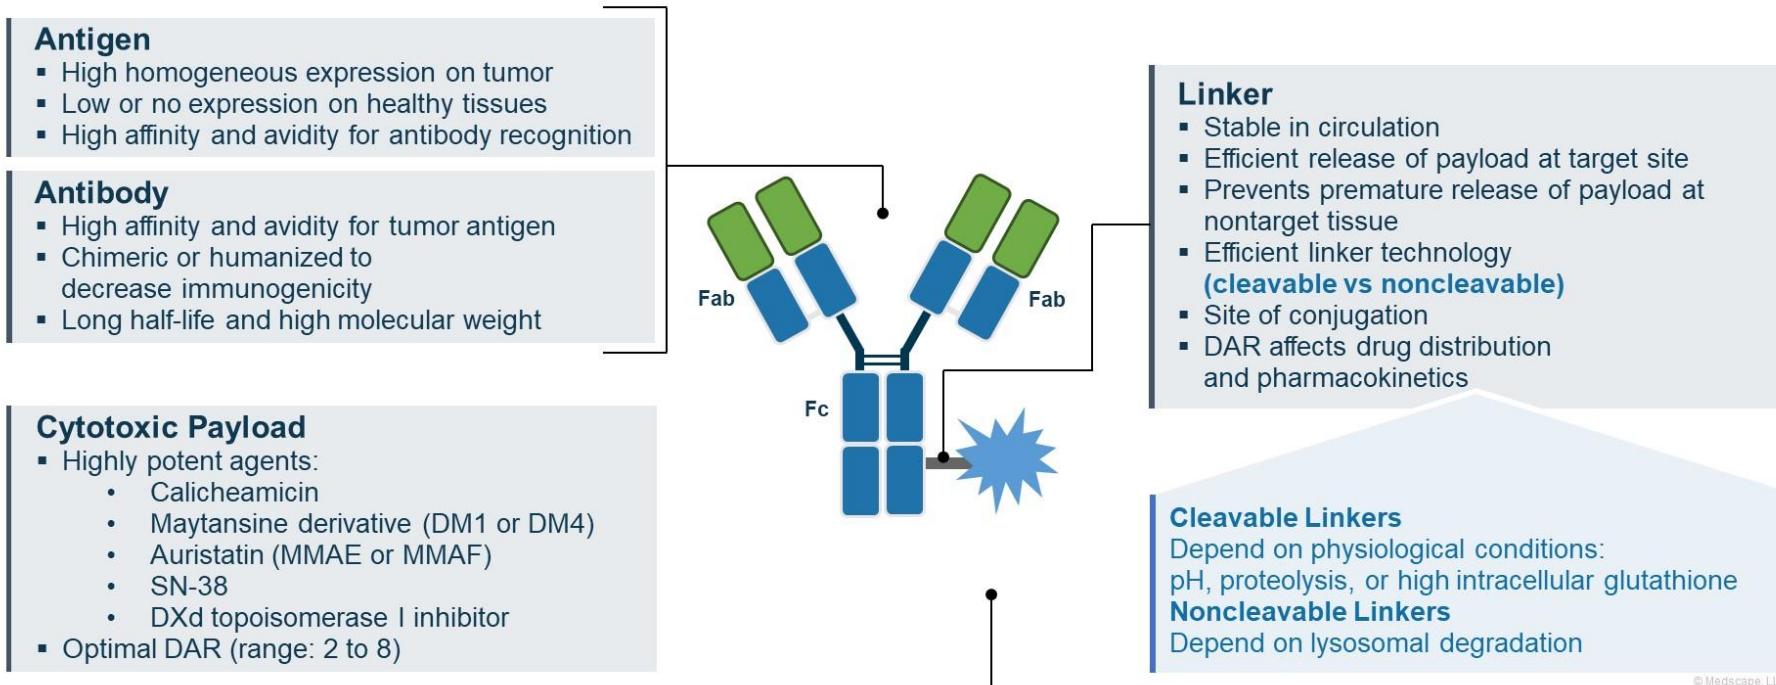 Antigen
▪ High homogeneous expression on tumor
▪ Low or no expression on healthy tissues
▪ High affinity and avidity for antibody recognition
Antibody
▪ High affinity and avidity for tumor antigen
▪ Chimeric or humanized to
decrease immunogenicity
▪ Long half-life and high molecular weight
Cytotoxic Payload
▪ Highly potent agents:
• Calicheamicin
• Maytansine derivative (DM1 or DM4)
• Auristatin (MMAE or MMAF)
• SN-38
• DXd topoisomerase I inhibitor
▪ Optimal DAR (range: 2 to 8)
Fab
Fab
Fc
Linker
▪ Stable in circulation
▪ Efficient release of payload at target site
▪ Prevents premature release of payload at
nontarget tissue
▪ Efficient linker technology
(cleavable vs noncleavable)
▪ Site of conjugation
▪ DAR affects drug distribution
and pharmacokinetics
Cleavable Linkers
Depend on physiological conditions:
pH, proteolysis, or high intracellular glutathione
Noncleavable Linkers
Depend on lysosomal degradation
© Medscape